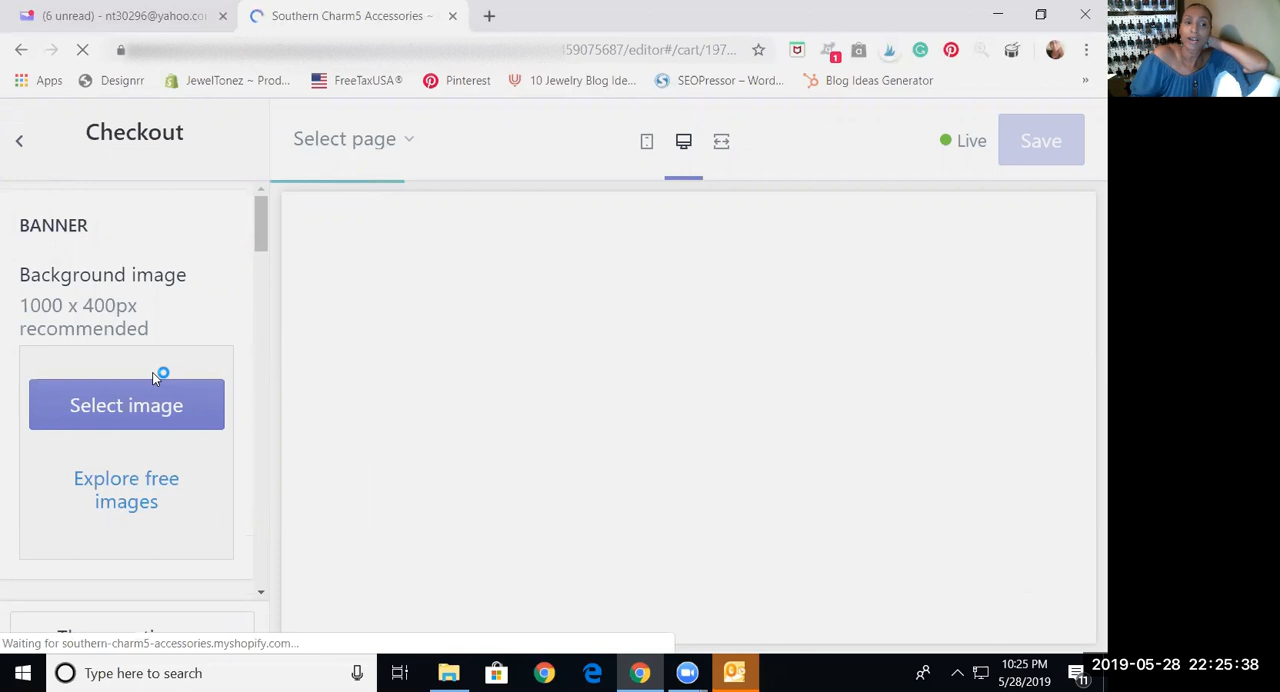 (6 unread) - nt30296@yahoo.co
Southern Charm5 Accessories ~
I59075687/editor#/cart/197...
1
Apps
Designrr
JewelTonez ~ Prod...
FreeTaxUSA®
Pinterest
10 Jewelry Blog Ide...
SEOPressor – Word...
Blog Ideas Generator
»
Checkout
Select page
Live
Save
BANNER
Background image
1000 x 400px
recommended
Select image
Explore free
images
Waiting for southern-charm5-accessories.myshopify.com...
Type here to search
10:25 PM
5/28/2019
11
2019-05-28 22:25:38